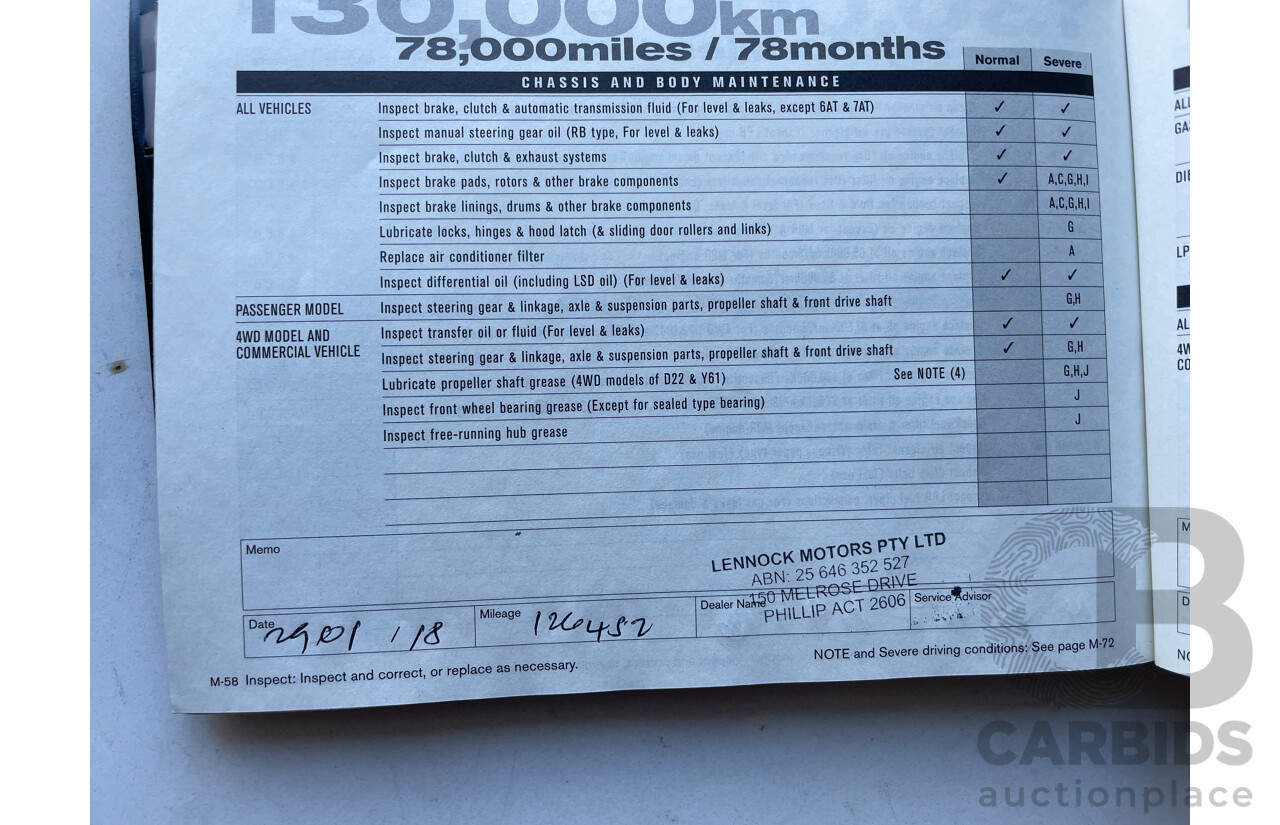 130,000km
78,000miles / 78months
Normal Severe
CHASSIS AND BODY MAINTENANCE
ALL VEHICLES Inspect brake, clutch & automatic transmission fluid (For level & leaks, except 6AT & 7AT) ✓ ✓
Inspect manual steering gear oil (RB type, For level & leaks) ✓ ✓
Inspect brake, clutch & exhaust systems ✓ ✓
Inspect brake pads, rotors & other brake components ✓ A,C,G,H,I
Inspect brake linings, drums & other brake components A,C,G,H,I
Lubricate locks, hinges & hood latch (& sliding door rollers and links) G
Replace air conditioner filter A
Inspect differential oil (including LSD oil) (For level & leaks) ✓ ✓
PASSENGER MODEL Inspect steering gear & linkage, axle & suspension parts, propeller shaft & front drive shaft G,H
4WD MODEL AND Inspect transfer oil or fluid (For level & leaks) ✓ ✓
COMMERCIAL VEHICLE Inspect steering gear & linkage, axle & suspension parts, propeller shaft & front drive shaft ✓ G,H
Lubricate propeller shaft grease (4WD models of D22 & Y61) See NOTE (4) G,H,J
Inspect front wheel bearing grease (Except for sealed type bearing) J
Inspect free-running hub grease J
Memo
LENNOCK MOTORS PTY LTD
ABN: 25 646 352 527
150 MELROSE DRIVE
PHILLIP ACT 2606
Date Mileage 126452 Dealer Name Service Advisor
M-58 Inspect: Inspect and correct, or replace as necessary.
NOTE and Severe driving conditions: See page M-72
CARBIDS
auctionplace